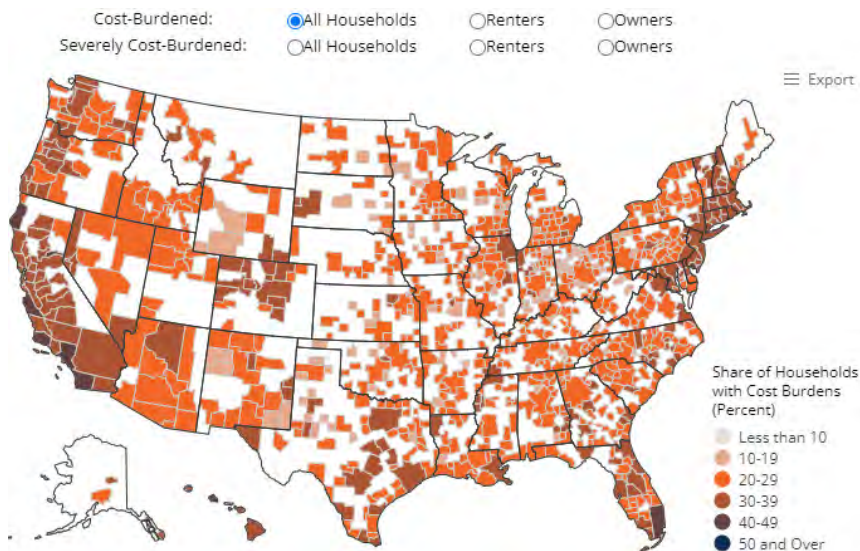 Cost-Burdened: All Households Renters Owners
Severely Cost-Burdened: All Households Renters Owners
Export
Share of Households
with Cost Burdens
(Percent)
Less than 10
10-19
20-29
30-39
40-49
50 and Over